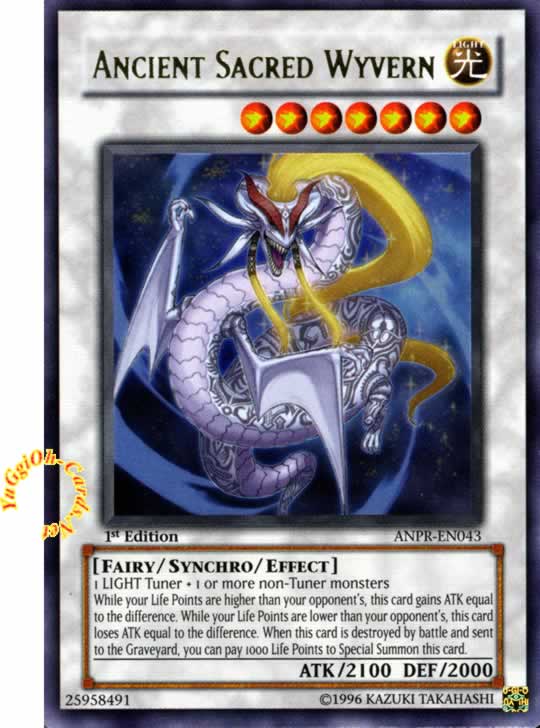 ANCIENT SACRED WYVERN
LIGHT
光
YuGgiOh-Cards.Net
1st Edition
ANPR-EN043
[FAIRY/SYNCHRO/EFFECT]
1 LIGHT Tuner + 1 or more non-Tuner monsters
While your Life Points are higher than your opponent's, this card gains ATK equal
to the difference. While your Life Points are lower than your opponent's, this card
loses ATK equal to the difference. When this card is destroyed by battle and sent
to the Graveyard, you can pay 1000 Life Points to Special Summon this card.
ATK/2100 DEF/2000
25958491
©1996 KAZUKI TAKAHASHI